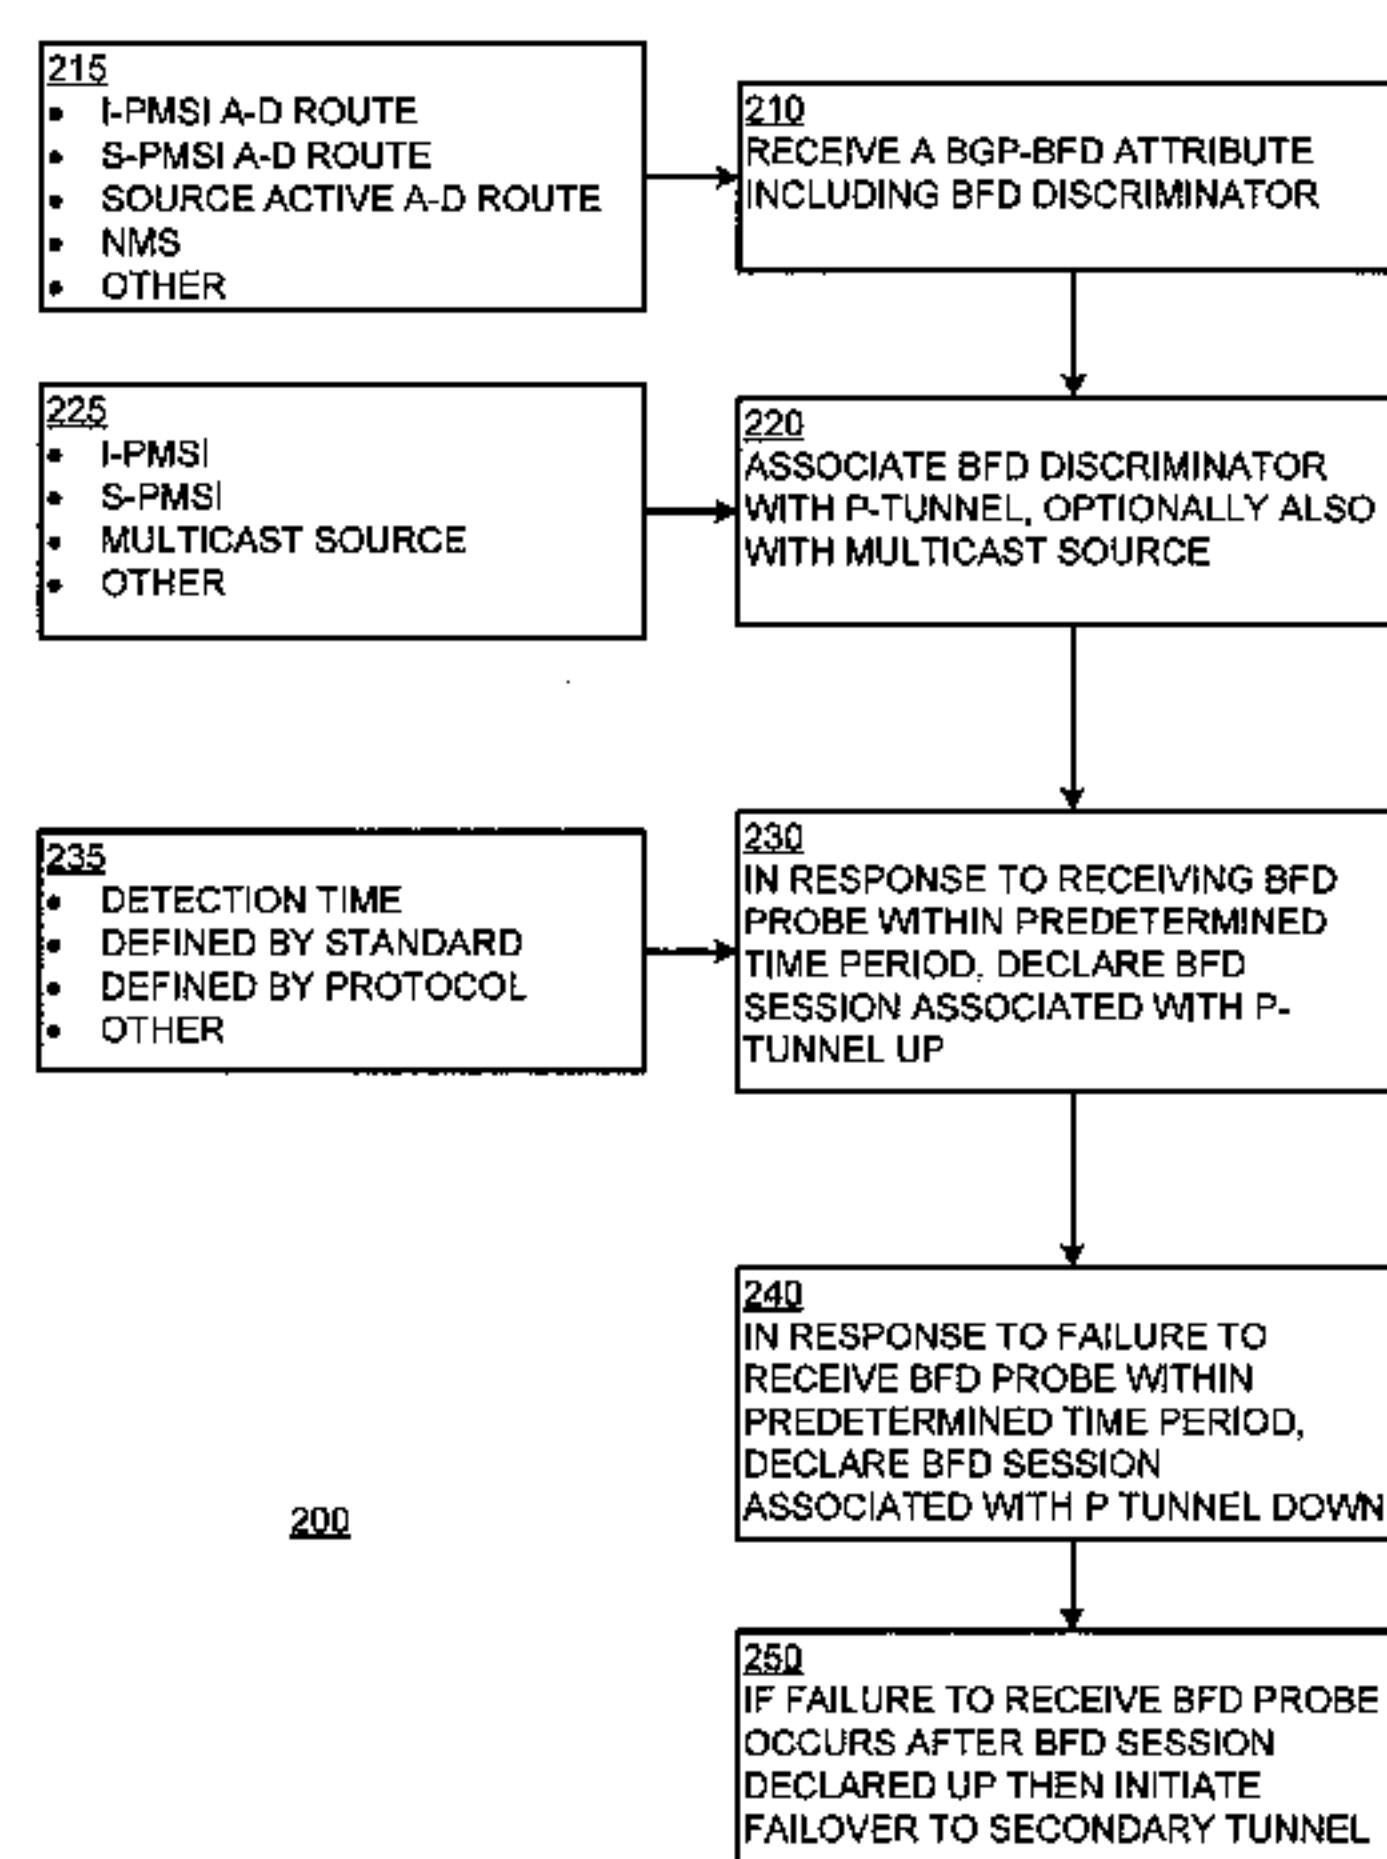 215
• I-PMSI A-D ROUTE
• S-PMSI A-D ROUTE
• SOURCE ACTIVE A-D ROUTE
• NMS
• OTHER
210
RECEIVE A BGP-BFD ATTRIBUTE
INCLUDING BFD DISCRIMINATOR
225
• I-PMSI
• S-PMSI
• MULTICAST SOURCE
• OTHER
220
ASSOCIATE BFD DISCRIMINATOR
WITH P-TUNNEL, OPTIONALLY ALSO
WITH MULTICAST SOURCE
235
• DETECTION TIME
• DEFINED BY STANDARD
• DEFINED BY PROTOCOL
• OTHER
230
IN RESPONSE TO RECEIVING BFD
PROBE WITHIN PREDETERMINED
TIME PERIOD, DECLARE BFD
SESSION ASSOCIATED WITH P-
TUNNEL UP
240
IN RESPONSE TO FAILURE TO
RECEIVE BFD PROBE WITHIN
PREDETERMINED TIME PERIOD,
DECLARE BFD SESSION
ASSOCIATED WITH P TUNNEL DOWN
200
250
IF FAILURE TO RECEIVE BFD PROBE
OCCURS AFTER BFD SESSION
DECLARED UP THEN INITIATE
FAILOVER TO SECONDARY TUNNEL